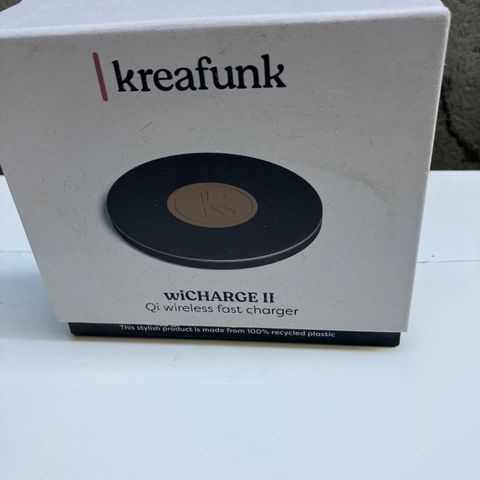 kreafunk
wiCHARGE II
Qi wireless fast charger
This stylish product is made from 100% recycled plastic